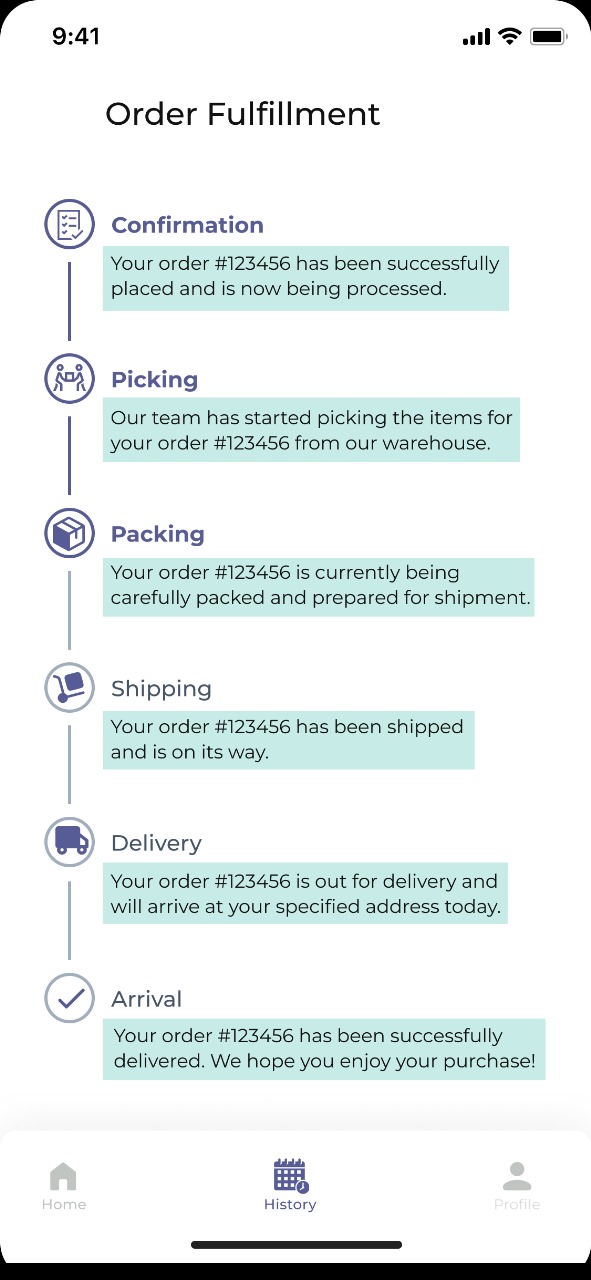 9:41
Order Fulfillment
Confirmation
Your order #123456 has been successfully
placed and is now being processed.
Picking
Our team has started picking the items for
your order #123456 from our warehouse.
Packing
Your order #123456 is currently being
carefully packed and prepared for shipment.
Shipping
Your order #123456 has been shipped
and is on its way.
Delivery
Your order #123456 is out for delivery and
will arrive at your specified address today.
Arrival
Your order #123456 has been successfully
delivered. We hope you enjoy your purchase!
Home
History
Profile